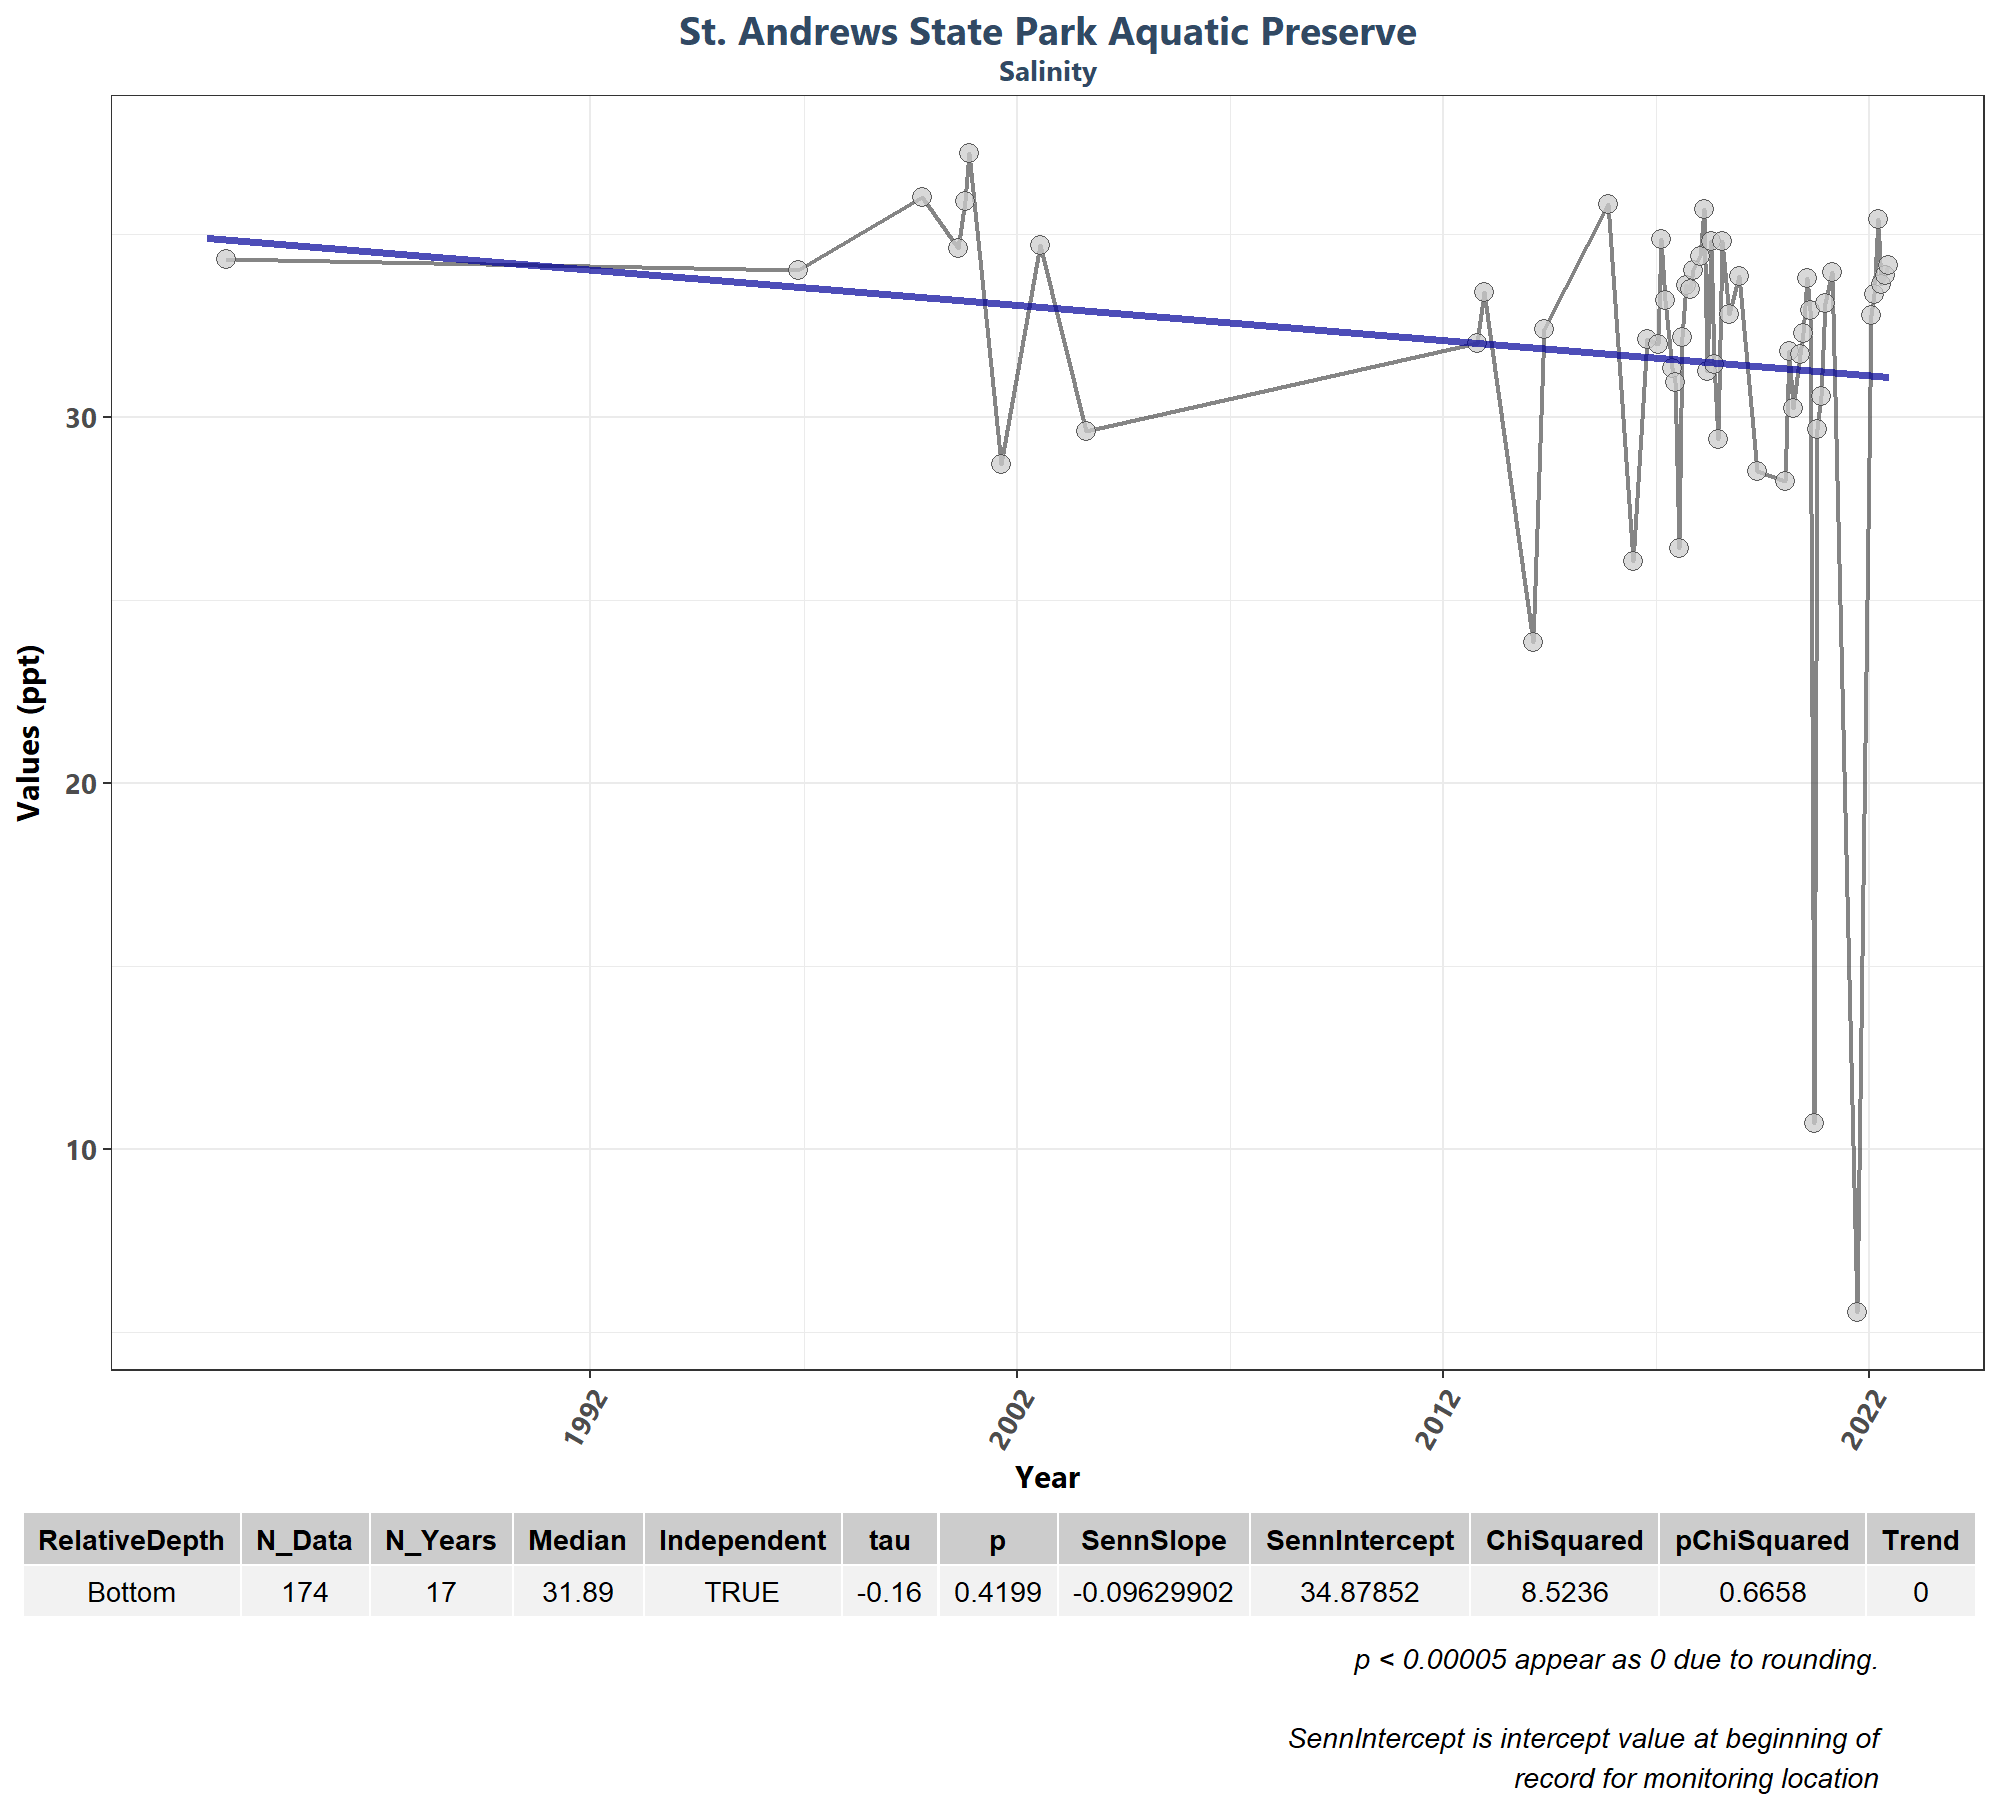 St. Andrews State Park Aquatic Preserve
Salinity
Values (ppt)
30
20
10
1992
2002
2012
2022
Year
RelativeDepth N_Data N_Years Median Independent tau p SennSlope SennIntercept ChiSquared pChiSquared Trend
Bottom 174 17 31.89 TRUE -0.16 0.4199 -0.09629902 34.87852 8.5236 0.6658 0
p < 0.00005 appear as 0 due to rounding.
SennIntercept is intercept value at beginning of
record for monitoring location